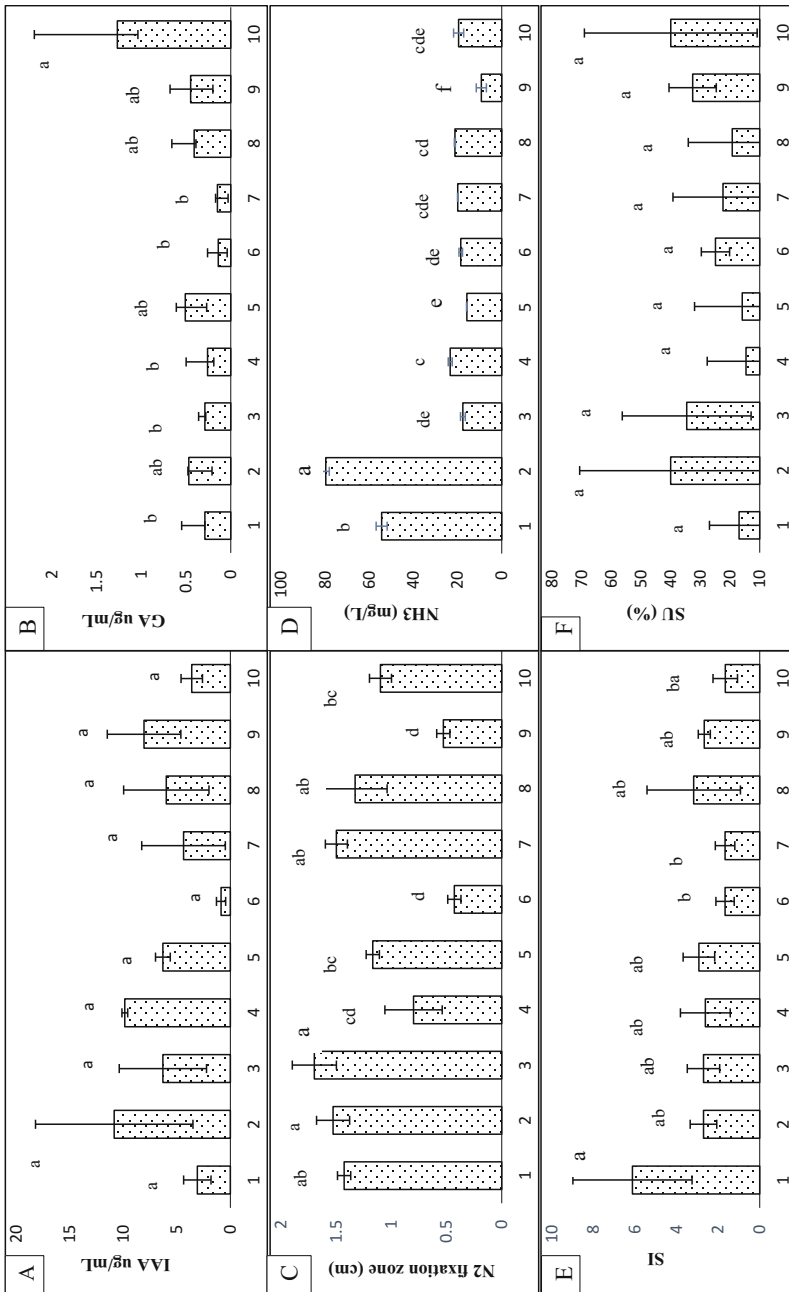 A
IAA ug/mL
20
15
10
5
0
a
a
a
a
a
a
a
a
a
a
1 2 3 4 5 6 7 8 9 10
B
GA ug/mL
2
1.5
1
0.5
0
b
ab
b
b
ab
b
b
ab
ab
a
1 2 3 4 5 6 7 8 9 10
C
N2 fixation zone (cm)
2
1.5
1
0.5
0
ab
a
a
cd
bc
d
ab
ab
d
bc
1 2 3 4 5 6 7 8 9 10
D
NH3 (mg/L)
100
80
60
40
20
0
b
a
de
c
e
de
cde
cd
f
cde
1 2 3 4 5 6 7 8 9 10
E
SI
8
6
4
2
0
a
ab
ab
ab
ab
b
b
ab
ab
ba
1 2 3 4 5 6 7 8 9 10
F
SU (%)
80
70
60
50
40
30
20
10
a
a
a
a
a
a
a
a
a
a
1 2 3 4 5 6 7 8 9 10